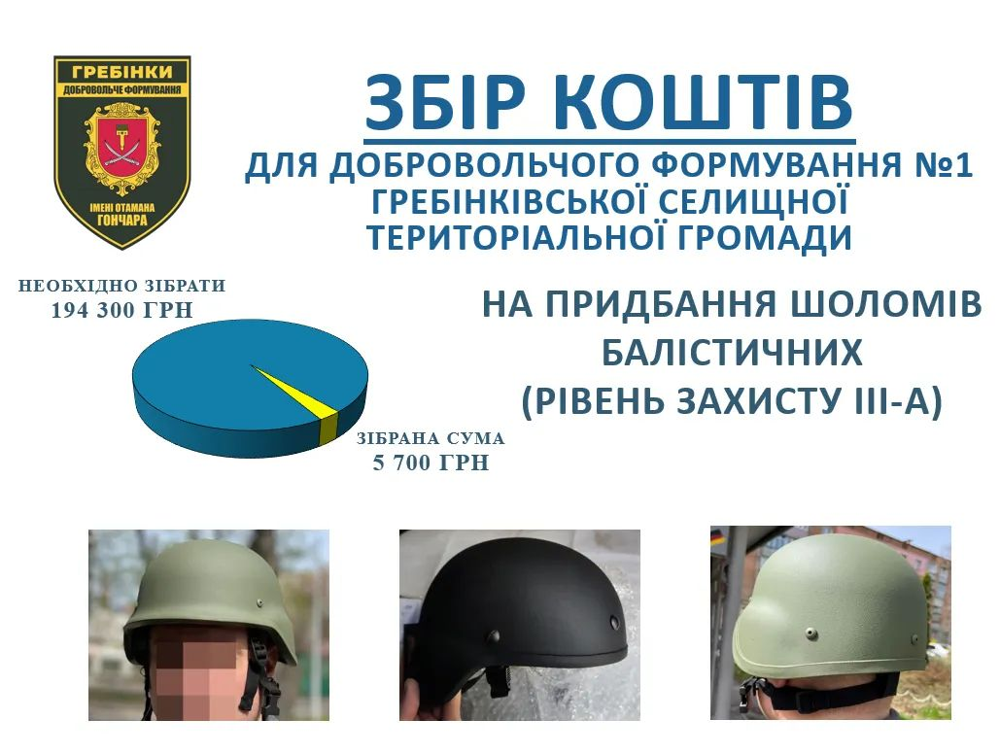 ГРЕБІНКИ
ДОБРОВОЛЬЧЕ ФОРМУВАННЯ
ІМЕНІ ОТАМАНА
ГОНЧАРА
ЗБІР КОШТІВ
ДЛЯ ДОБРОВОЛЬЧОГО ФОРМУВАННЯ №1
ГРЕБІНКІВСЬКОЇ СЕЛИЩНОЇ
ТЕРИТОРІАЛЬНОЇ ГРОМАДИ
НЕОБХІДНО ЗІБРАТИ
194 300 ГРН
НА ПРИДБАННЯ ШОЛОМІВ
БАЛІСТИЧНИХ
(РІВЕНЬ ЗАХИСТУ ІІІ-А)
ЗІБРАНА СУМА
5 700 ГРН